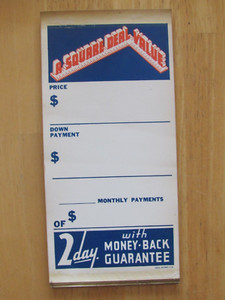 A SQUARE DEAL VALUE
PRICE
$
DOWN
PAYMENT
$
MONTHLY PAYMENTS
OF $
2 day with
MONEY-BACK
GUARANTEE